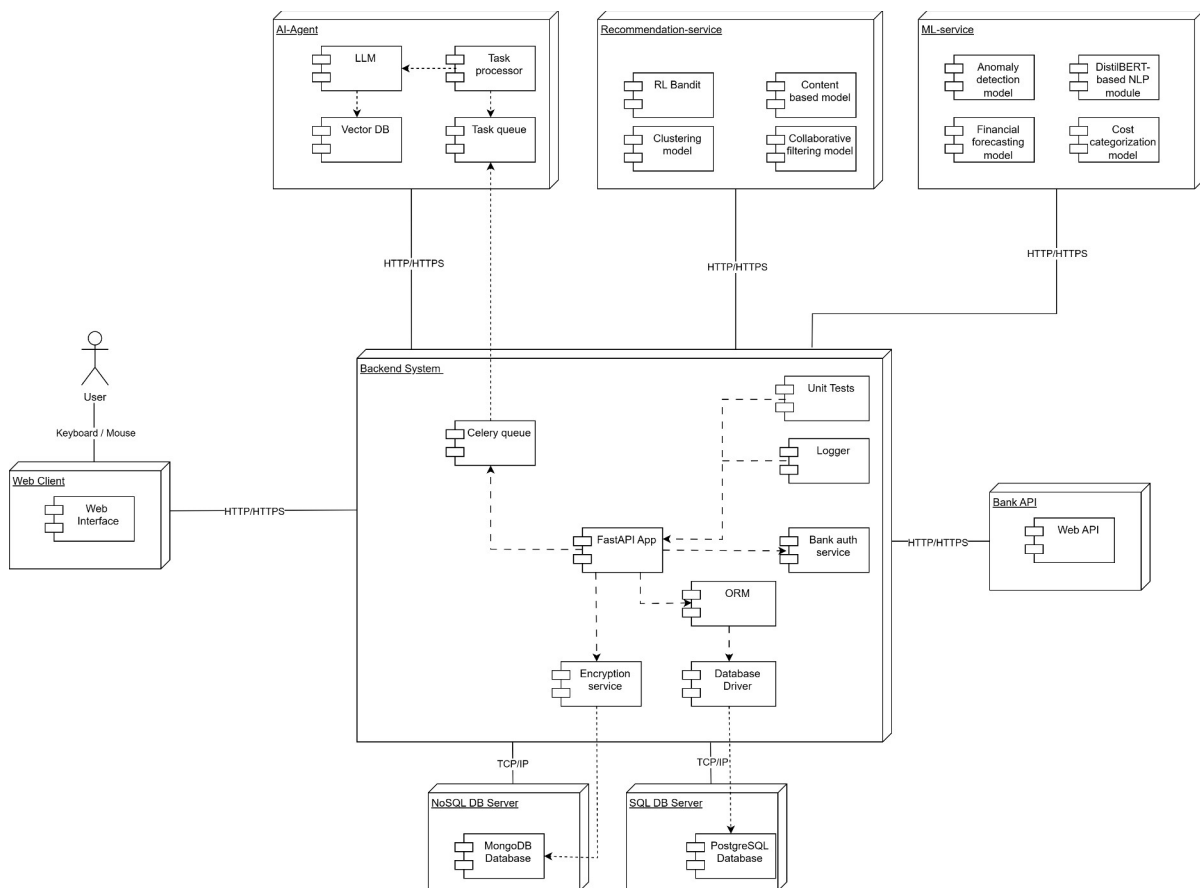 AI-Agent
LLM
Task
processor
Vector DB
Task queue
Recommendation-service
RL Bandit
Content
based model
Clustering
model
Collaborative
filtering model
ML-service
Anomaly
detection
model
DistilBERT-
based NLP
module
Financial
forecasting
model
Cost
categorization
model
HTTP/HTTPS
HTTP/HTTPS
HTTP/HTTPS
User
Keyboard / Mouse
Web Client
Web
Interface
HTTP/HTTPS
Backend System
Unit Tests
Celery queue
Logger
FastAPI App
Bank auth
service
ORM
Encryption
service
Database
Driver
HTTP/HTTPS
Bank API
Web API
TCP/IP
TCP/IP
NoSQL DB Server
MongoDB
Database
SQL DB Server
PostgreSQL
Database